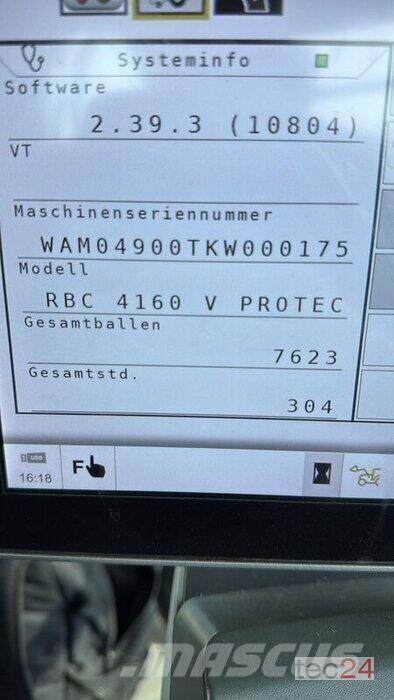 Systeminfo
Software
2.39.3 (10804)
VT
Maschinenseriennummer
WAM04900TKW000175
Modell
RBC 4160 V PROTEC
Gesamtballen
7623
Gesamtstd.
304
USB
16:18
F
MASCUS
tec24